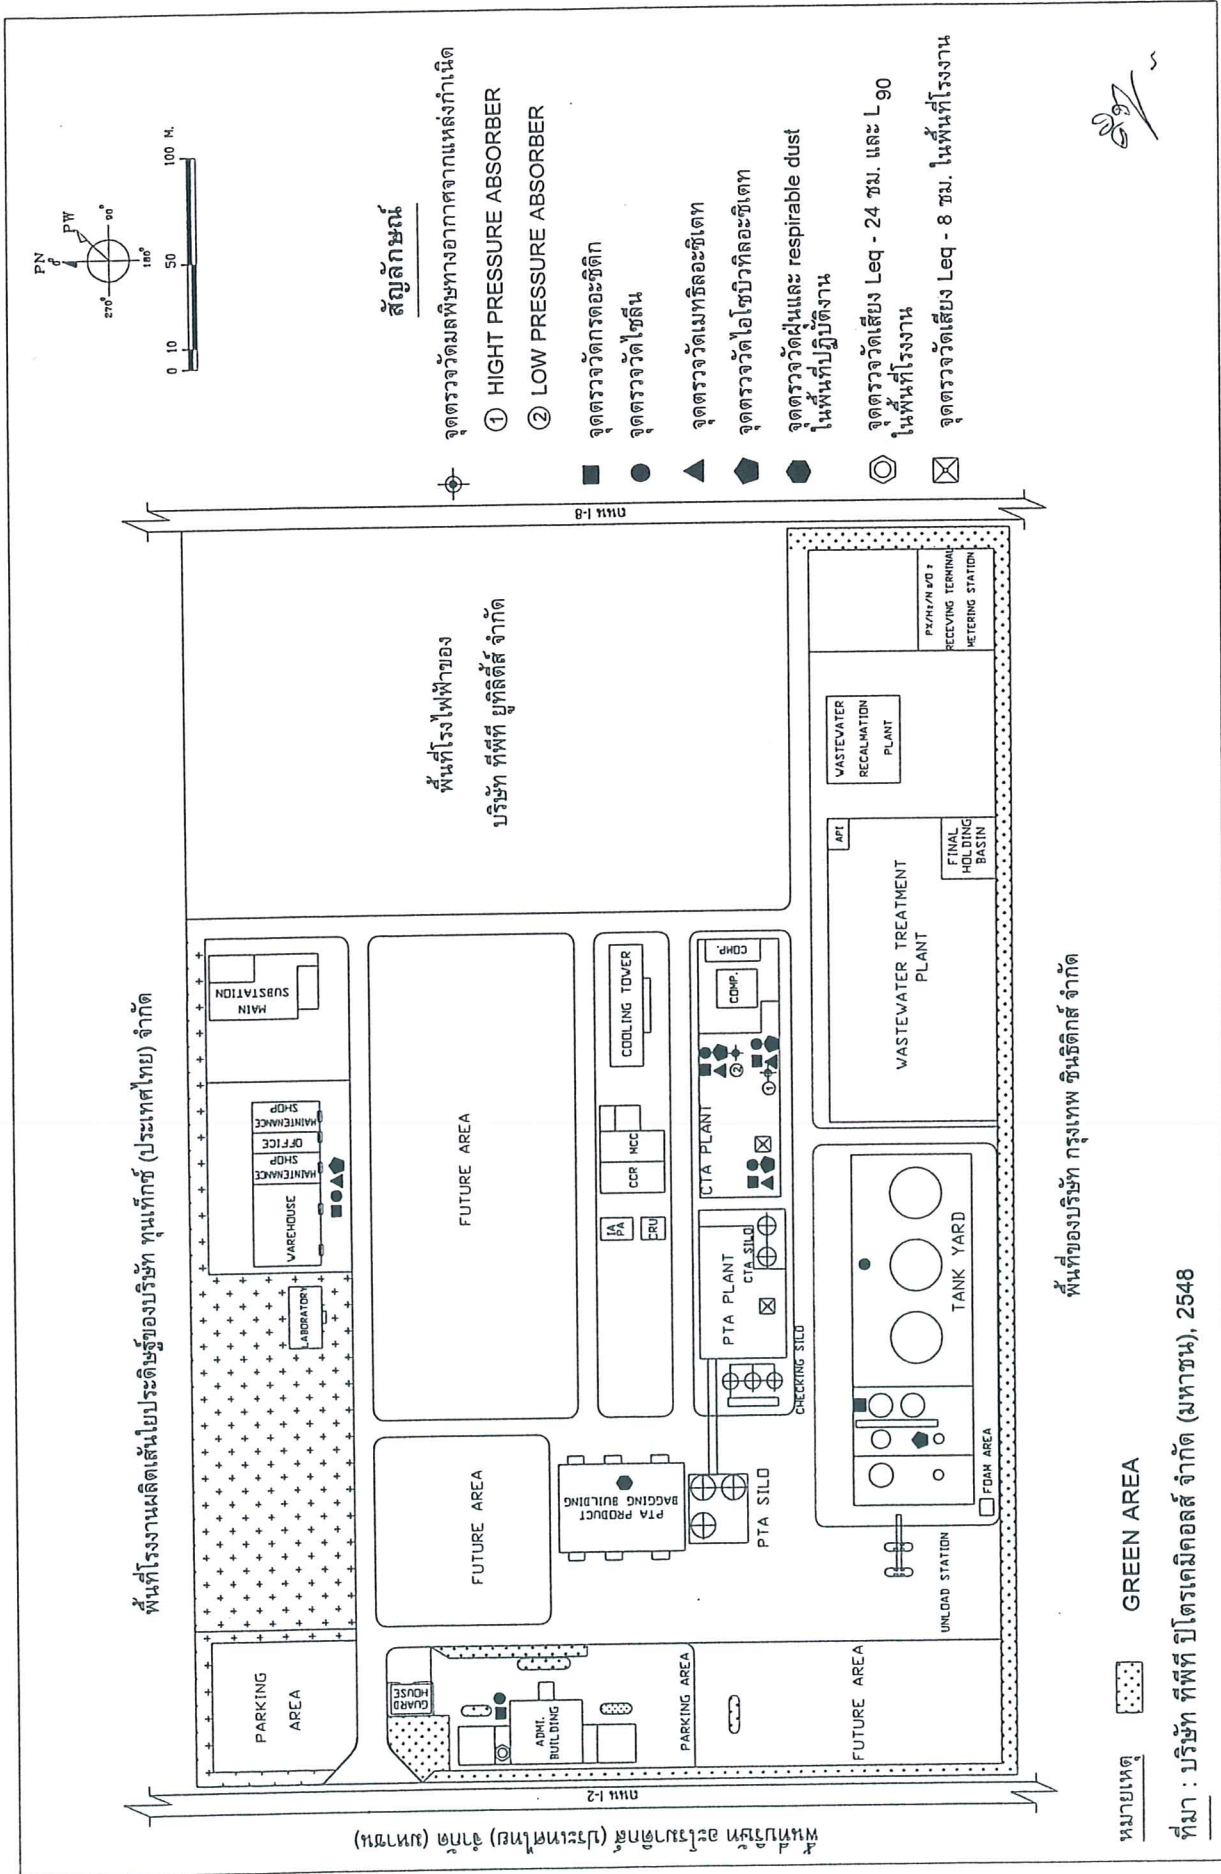 PN
0°
PW
90°
180°
270°
0 10 50 100 M.
สัญลักษณ์
จุดตรวจวัดมลพิษทางอากาศจากแหล่งกำเนิด
① HIGHT PRESSURE ABSORBER
② LOW PRESSURE ABSORBER
จุดตรวจวัดกรดอะซิติก
จุดตรวจวัดไซลีน
จุดตรวจวัดเมทธิลอะซิเตท
จุดตรวจวัดไอโซบิวทิลอะซิเตท
จุดตรวจวัดฝุ่นและ respirable dust
ในพื้นที่ปฏิบัติงาน
จุดตรวจวัดเสียง Leq - 24 ชม. และ L90
ในพื้นที่โรงงาน
จุดตรวจวัดเสียง Leq - 8 ชม. ในพื้นที่โรงงาน
พื้นที่โรงงานผลิตเส้นใยประดิษฐ์ของบริษัท ทุนเท็กซ์ (ประเทศไทย) จำกัด
ถนน I-8
พื้นที่โรงไฟฟ้าของ
บริษัท ทีพีที ยูทิลิตี้ส์ จำกัด
PARKING
AREA
LABORATORY
WAREHOUSE
MAINTENANCE
SHOP
OFFICE
MAINTENANCE
SHOP
MAIN
SUBSTATION
FUTURE AREA
FUTURE AREA
GUARD
HOUSE
ADMI.
BUILDING
PARKING AREA
FUTURE AREA
PTA PRODUCT
BAGGING BUILDING
PTA SILO
IA
PA
CRU
CCR
MCC
COOLING TOWER
CHECKING SILO
PTA PLANT
CTA SILO
CTA PLANT
②
①
COMP.
COMP.
UNLOAD STATION
FOAM AREA
TANK YARD
WASTEWATER TREATMENT
PLANT
API
FINAL
HOLDING
BASIN
WASTEWATER
RECALMATION
PLANT
RECEVING TERMINAL
METERING STATION
ถนน I-2
พื้นที่บริษัท อะโรเมติกส์ (ประเทศไทย) จำกัด (มหาชน)
พื้นที่ของบริษัท กรุงเทพ ซินธิติกส์ จำกัด
หมายเหตุ
GREEN AREA
ที่มา : บริษัท ทีพีที ปิโตรเคมิคอลส์ จำกัด (มหาชน), 2548